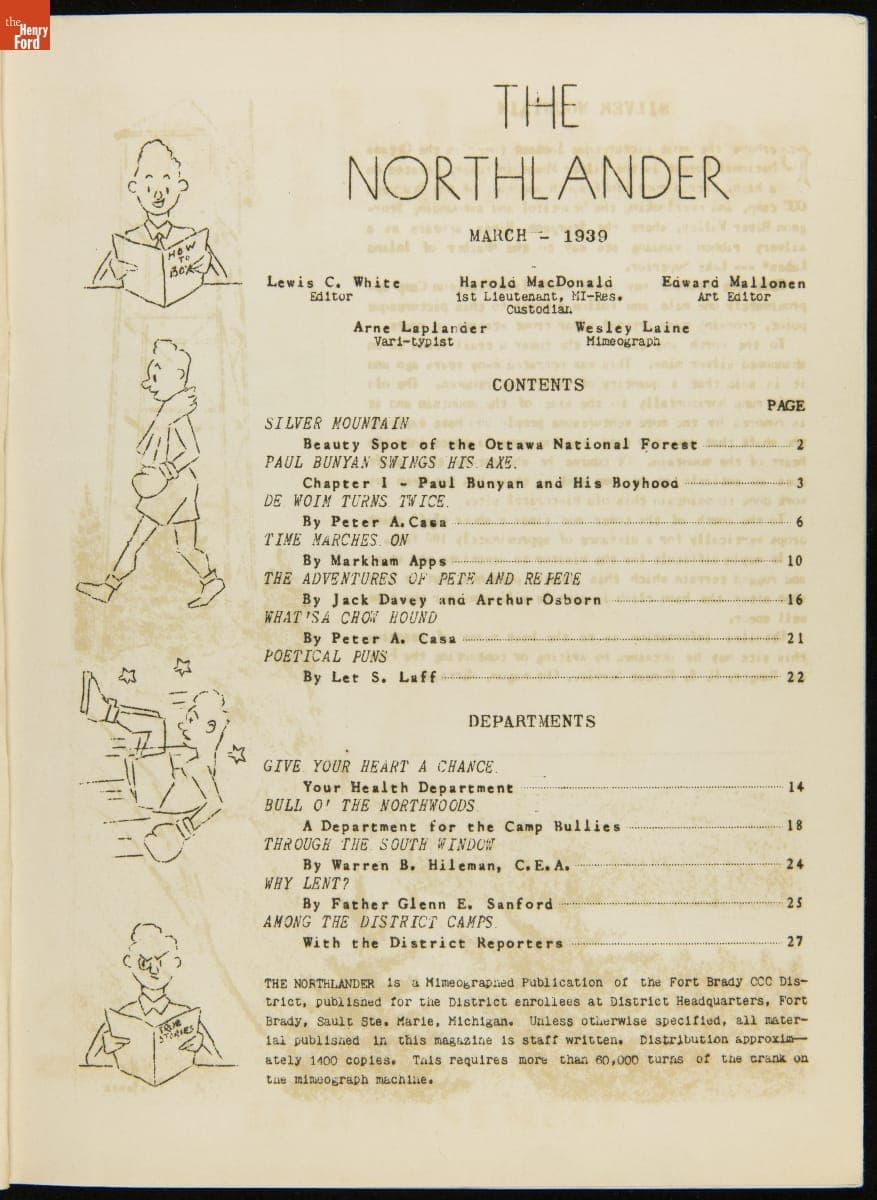 the
Henry
Ford
THE
NORTHLANDER
MARCH - 1939
Lewis C. White
Editor
Harold MacDonald
1st Lieutenant, MI-Res.
Custodian
Edward Mallonen
Art Editor
Arne Laplander
Vari-typist
Wesley Laine
Mimeograph
CONTENTS
PAGE
SILVER MOUNTAIN
Beauty Spot of the Ottawa National Forest 2
PAUL BUNYAN SWINGS HIS AXE.
Chapter I - Paul Bunyan and His Boyhood 3
DE WOIM TURNS TWICE.
By Peter A. Casa 6
TIME MARCHES ON
By Markham Apps 10
THE ADVENTURES OF PETE AND REPETE
By Jack Davey and Arthur Osborn 16
WHAT'SA CHOW HOUND
By Peter A. Casa 21
POETICAL PUNS
By Let S. Laff 22
DEPARTMENTS
GIVE YOUR HEART A CHANCE.
Your Health Department 14
BULL O' THE NORTHWOODS
A Department for the Camp Bullies 18
THROUGH THE SOUTH WINDOW
By Warren B. Hileman, C.E.A. 24
WHY LENT?
By Father Glenn E. Sanford 25
AMONG THE DISTRICT CAMPS.
With the District Reporters 27
THE NORTHLANDER is a Mimeographed Publication of the Fort Brady CCC Dis-
trict, published for the District enrollees at District Headquarters, Fort
Brady, Sault Ste. Marie, Michigan. Unless otherwise specified, all mater-
ial published in this magazine is staff written. Distribution approxim-
ately 1400 copies. This requires more than 60,000 turns of the crank on
the mimeograph machine.
HOW
TO
BOX
STORIES